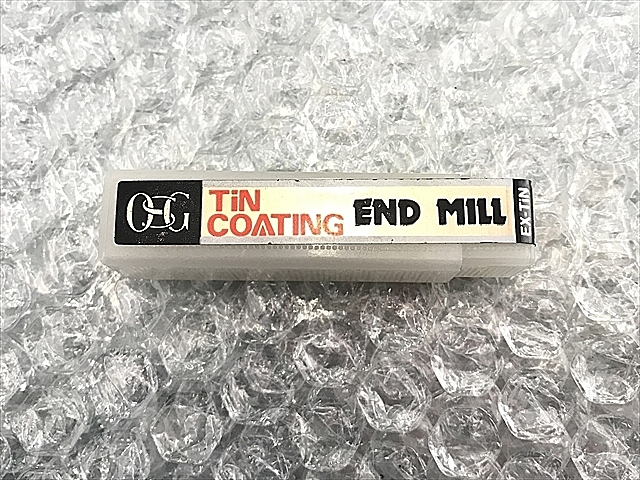 OSG
TiN
COATING
END MILL
EX-TiN